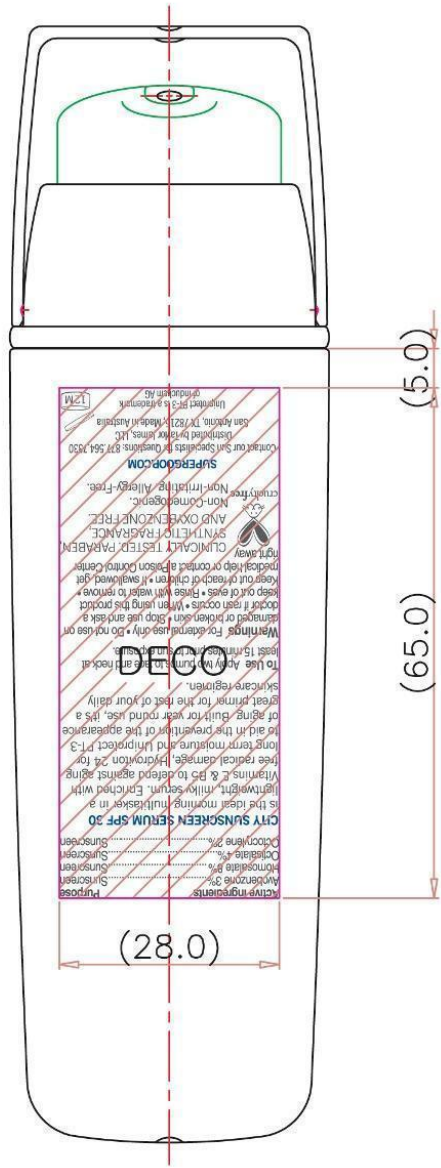 Active ingredients Purpose
Avobenzone 3%..............................Sunscreen
Homosalate 8%..............................Sunscreen
Octisalate 4%..............................Sunscreen
Octocrylene 2%..............................Sunscreen
CITY SUNSCREEN SERUM SPF 30
is the ideal morning multitasker in a
lightweight, milky serum. Enriched with
Vitamins E & B5 to defend against aging
free radical damage, Hydroviton 24 for
long term moisture and Uniprotect PT-3
to aid in the prevention of the appearance
of aging. Built for year round use, it's a
great primer for the rest of your daily
skincare regimen.
To Use Apply two pumps to face and neck at
least 15 minutes prior to sun exposure.
Warnings For external use only • Do not use on
damaged or broken skin • Stop use and ask a
doctor if rash occurs • When using this product
keep out of eyes • Rinse with water to remove •
Keep out of reach of children • If swallowed, get
medical help or contact a Poison Control Center
right away
CLINICALLY TESTED. PARABEN,
SYNTHETIC FRAGRANCE,
AND OXYBENZONE FREE.
Non-Comedogenic.
Non-Irritating. Allergy-Free.
cruelty free
SUPERGOOP.COM
Contact our Sun Specialists for Questions: 877.564.7330
Distributed by Taylor James, LLC
San Antonio, TX 78215, Made in Australia
Uniprotect PT-3 is a trademark
of Induchem AG
12M
DECO
(28.0)
(65.0)
(5.0)